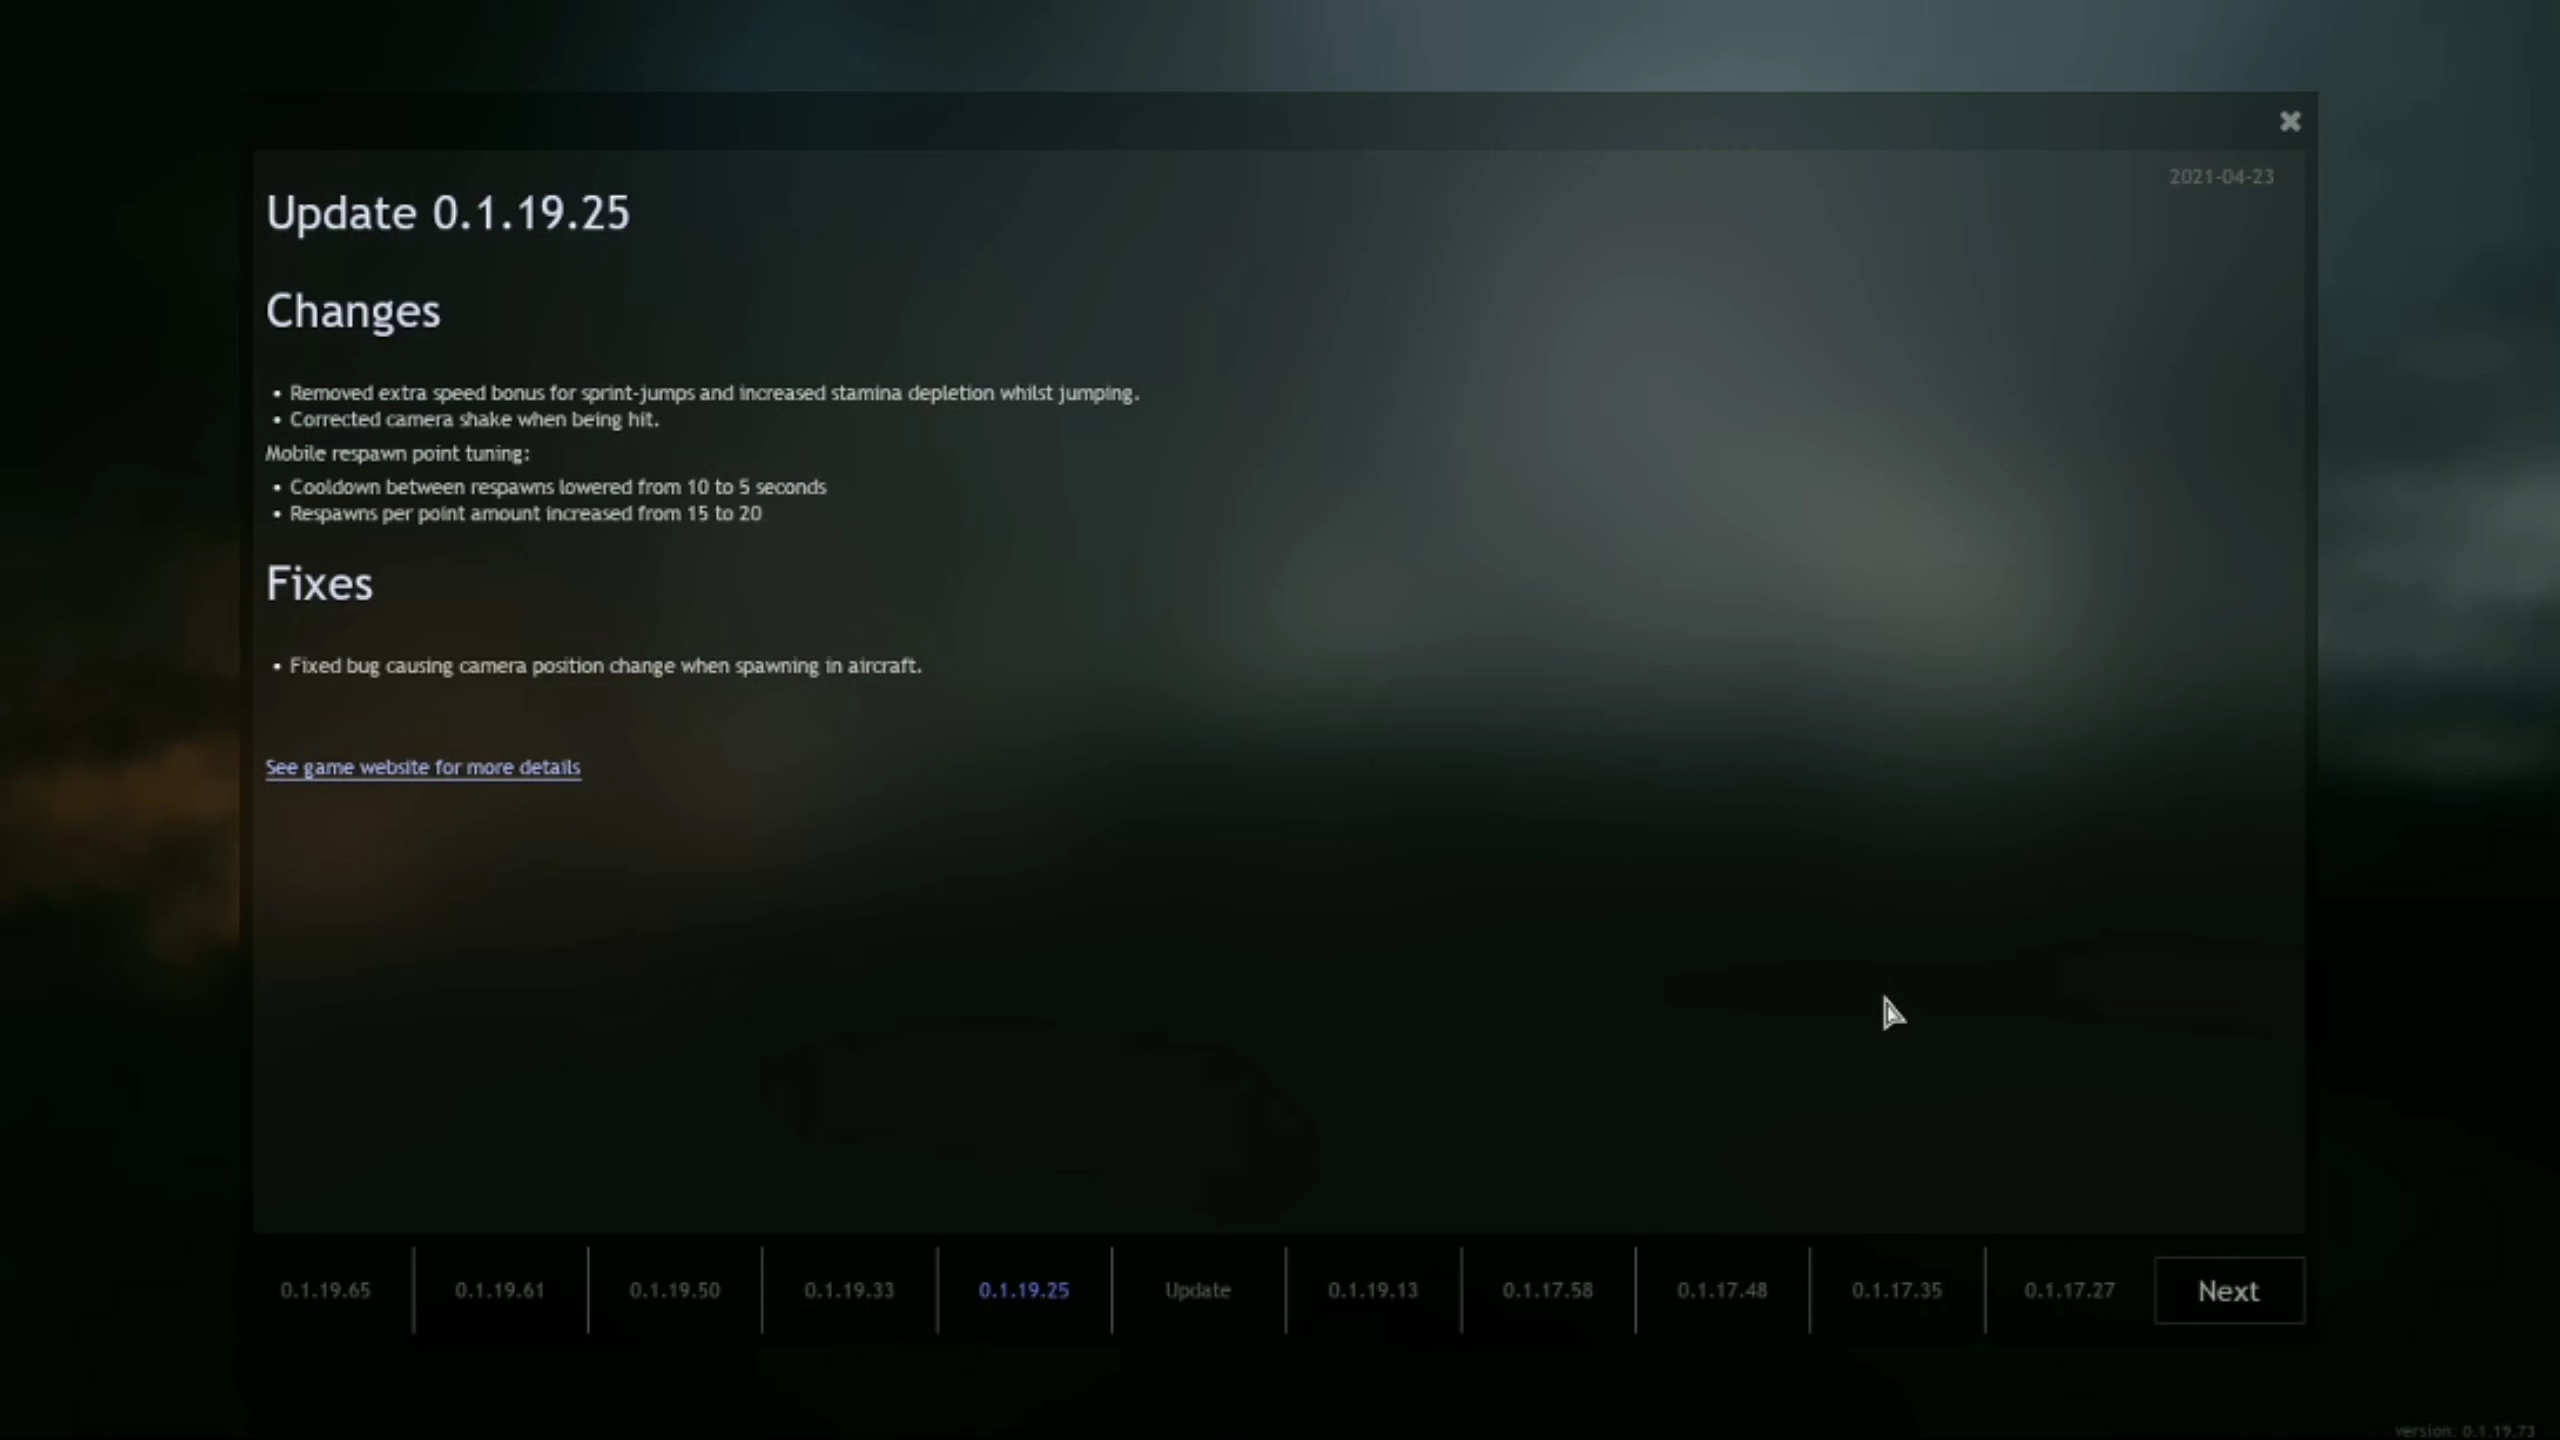 2021-04-23
Update 0.1.19.25
Changes
• Removed extra speed bonus for sprint-jumps and increased stamina depletion whilst jumping.
• Corrected camera shake when being hit.
Mobile respawn point tuning:
• Cooldown between respawns lowered from 10 to 5 seconds
• Respawns per point amount increased from 15 to 20
Fixes
• Fixed bug causing camera position change when spawning in aircraft.
See game website for more details
0.1.19.65
0.1.19.61
0.1.19.50
0.1.19.33
0.1.19.25
Update
0.1.19.13
0.1.17.58
0.1.17.48
0.1.17.35
0.1.17.27
Next
version: 0.1.19.73